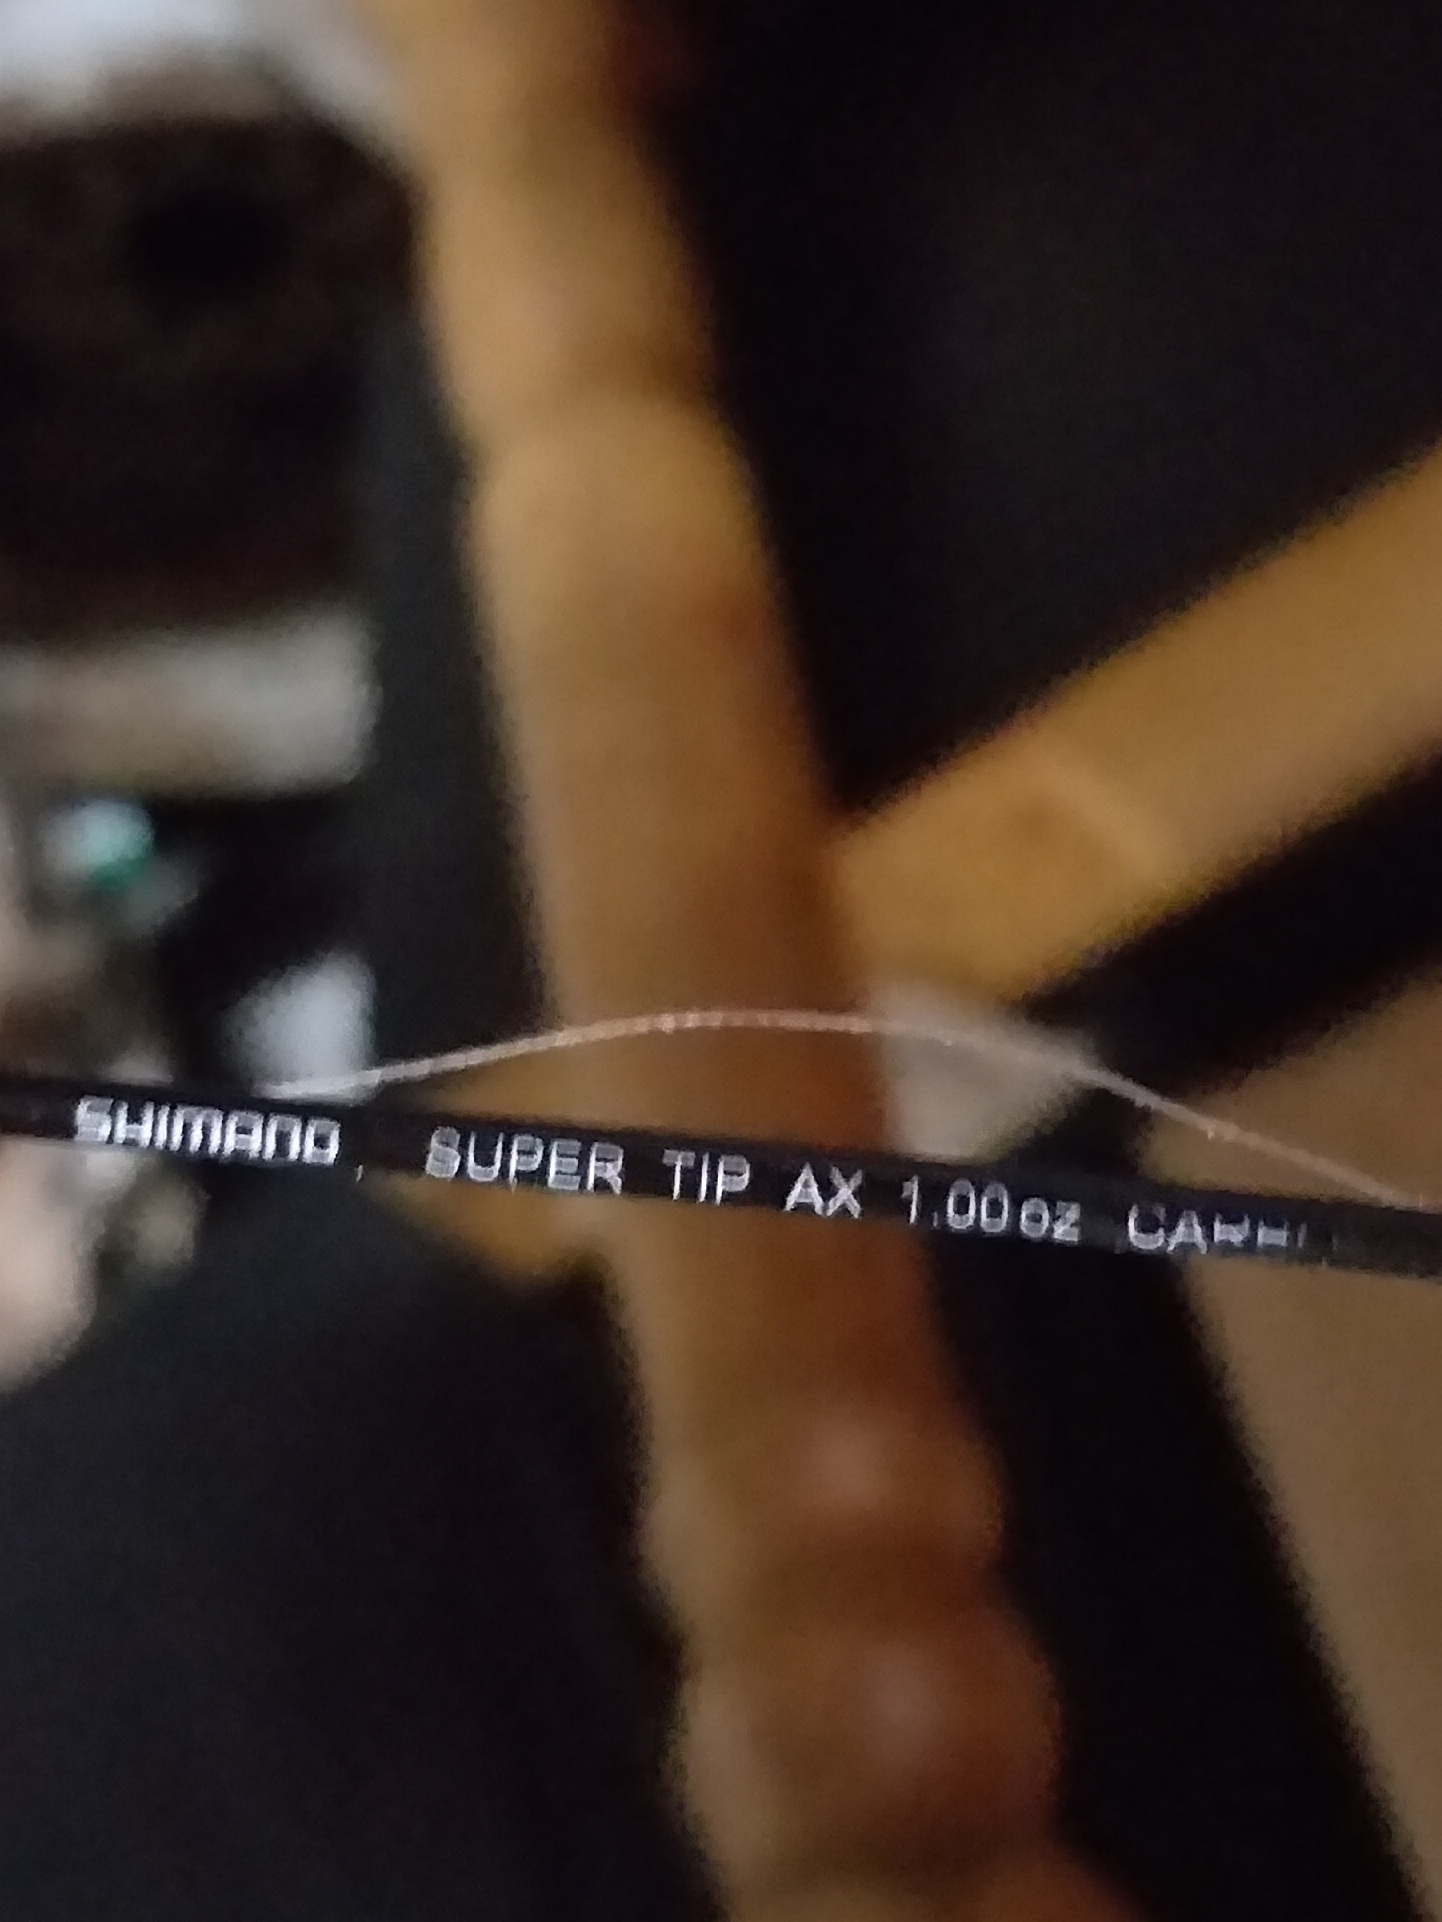 SHIMANO, SUPER TIP AX 1.00oz